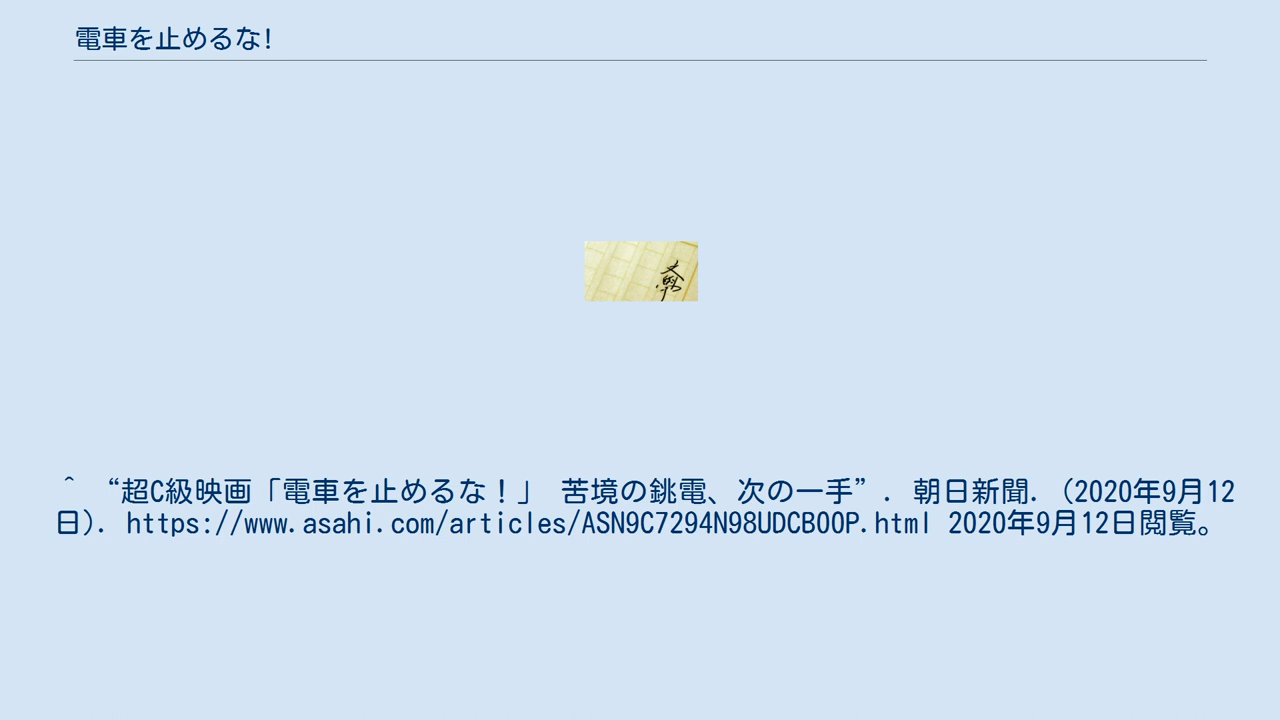 電車を止めるな!
^ “超C級映画「電車を止めるな！」 苦境の銚電、次の一手”. 朝日新聞. (2020年9月12
日). https://www.asahi.com/articles/ASN9C7294N98UDCB00P.html 2020年9月12日閲覧。